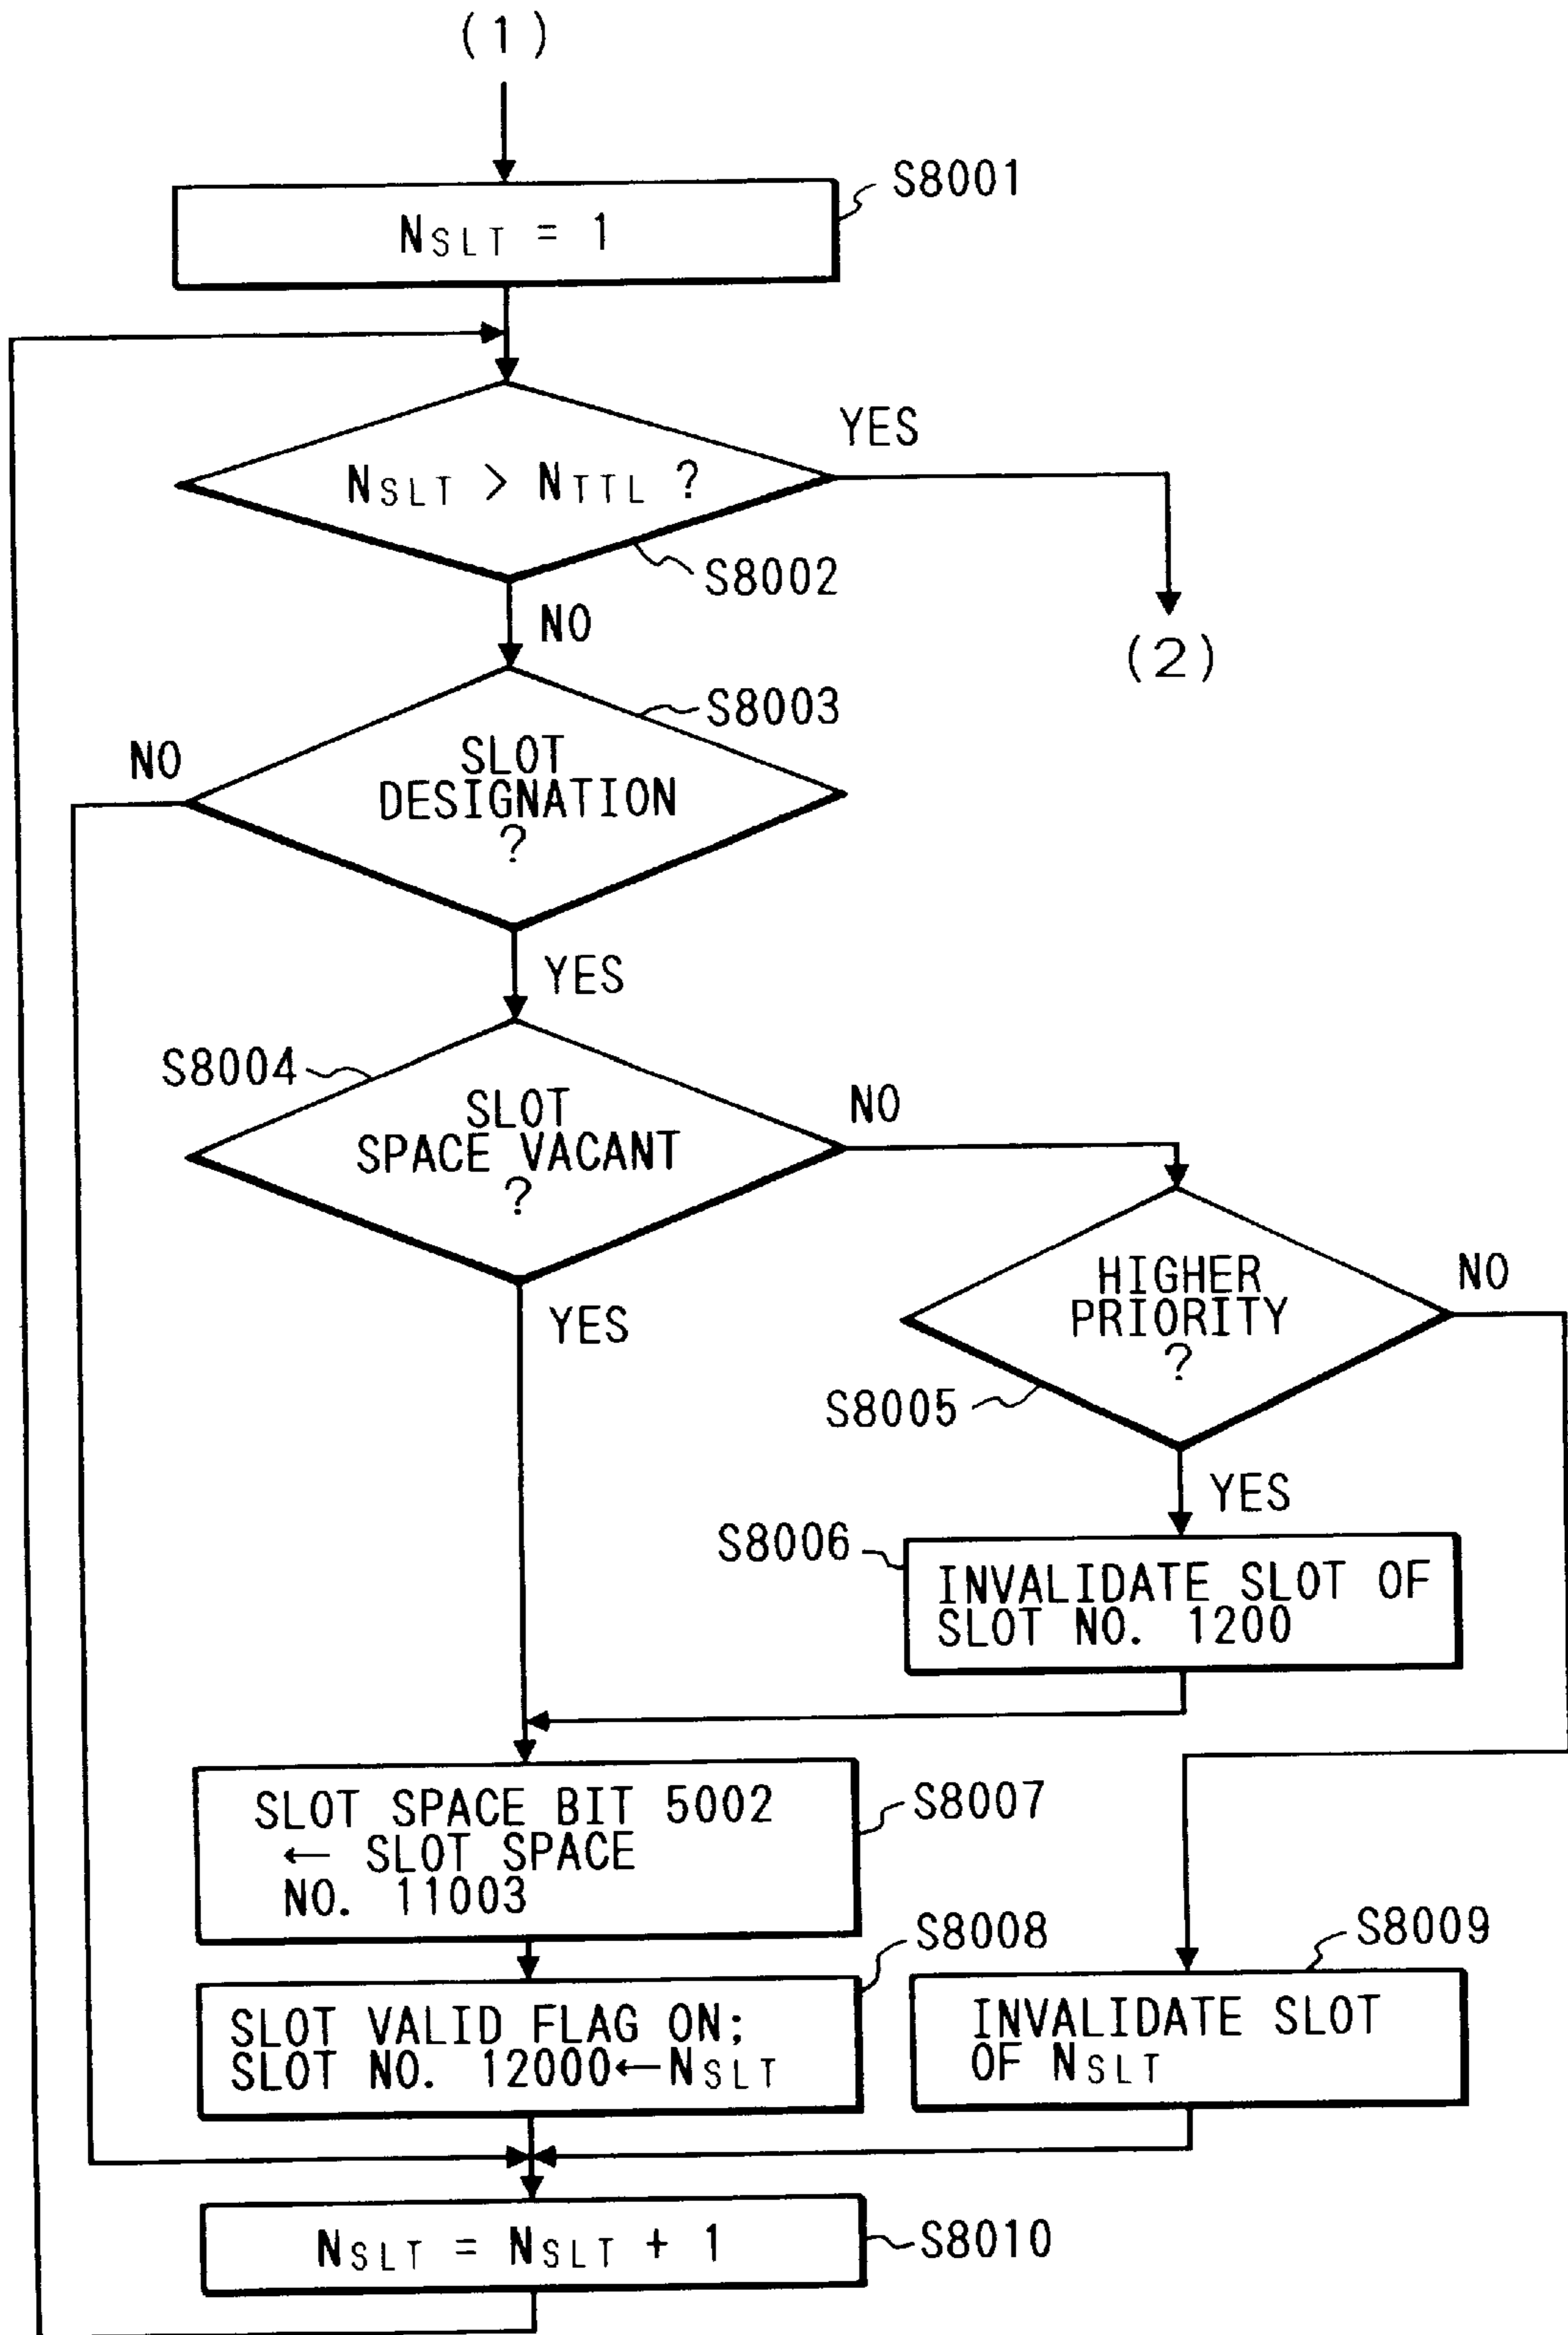 (1)
S8001
NSLT = 1
YES
NSLT > NTTL ?
S8002
NO
(2)
S8003
NO
SLOT
DESIGNATION
?
YES
S8004
SLOT
SPACE VACANT
?
NO
YES
HIGHER
PRIORITY
?
NO
S8005
YES
S8006
INVALIDATE SLOT OF
SLOT NO. 1200
SLOT SPACE BIT 5002
← SLOT SPACE
NO. 11003
S8007
S8008
SLOT VALID FLAG ON;
SLOT NO. 12000←NSLT
S8009
INVALIDATE SLOT
OF NSLT
NSLT = NSLT + 1
S8010